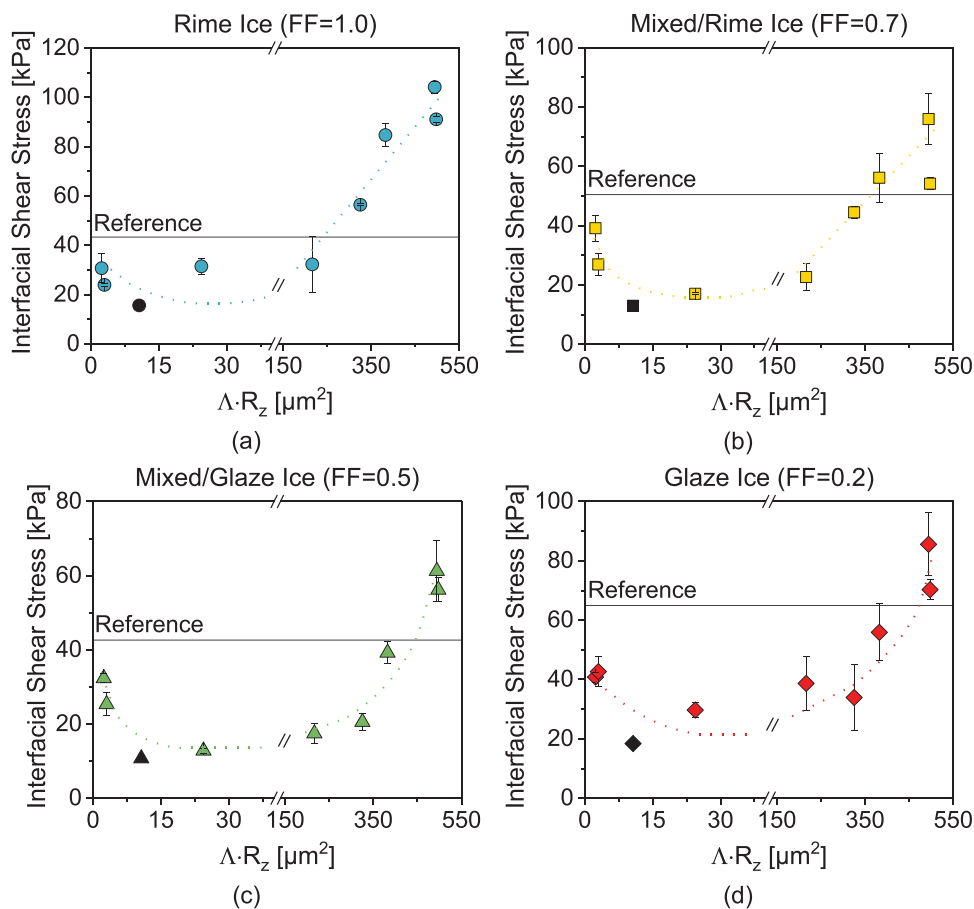 Rime Ice (FF=1.0)
Interfacial Shear Stress [kPa]
120
100
80
60
40
20
0
Reference
0 15 30 150 350 550
Λ·Rz [µm²]
(a)
Mixed/Rime Ice (FF=0.7)
Interfacial Shear Stress [kPa]
100
80
60
40
20
0
Reference
0 15 30 150 350 550
Λ·Rz [µm²]
(b)
Mixed/Glaze Ice (FF=0.5)
Interfacial Shear Stress [kPa]
80
60
40
20
0
Reference
0 15 30 150 350 550
Λ·Rz [µm²]
(c)
Glaze Ice (FF=0.2)
Interfacial Shear Stress [kPa]
100
80
60
40
20
0
Reference
0 15 30 150 350 550
Λ·Rz [µm²]
(d)